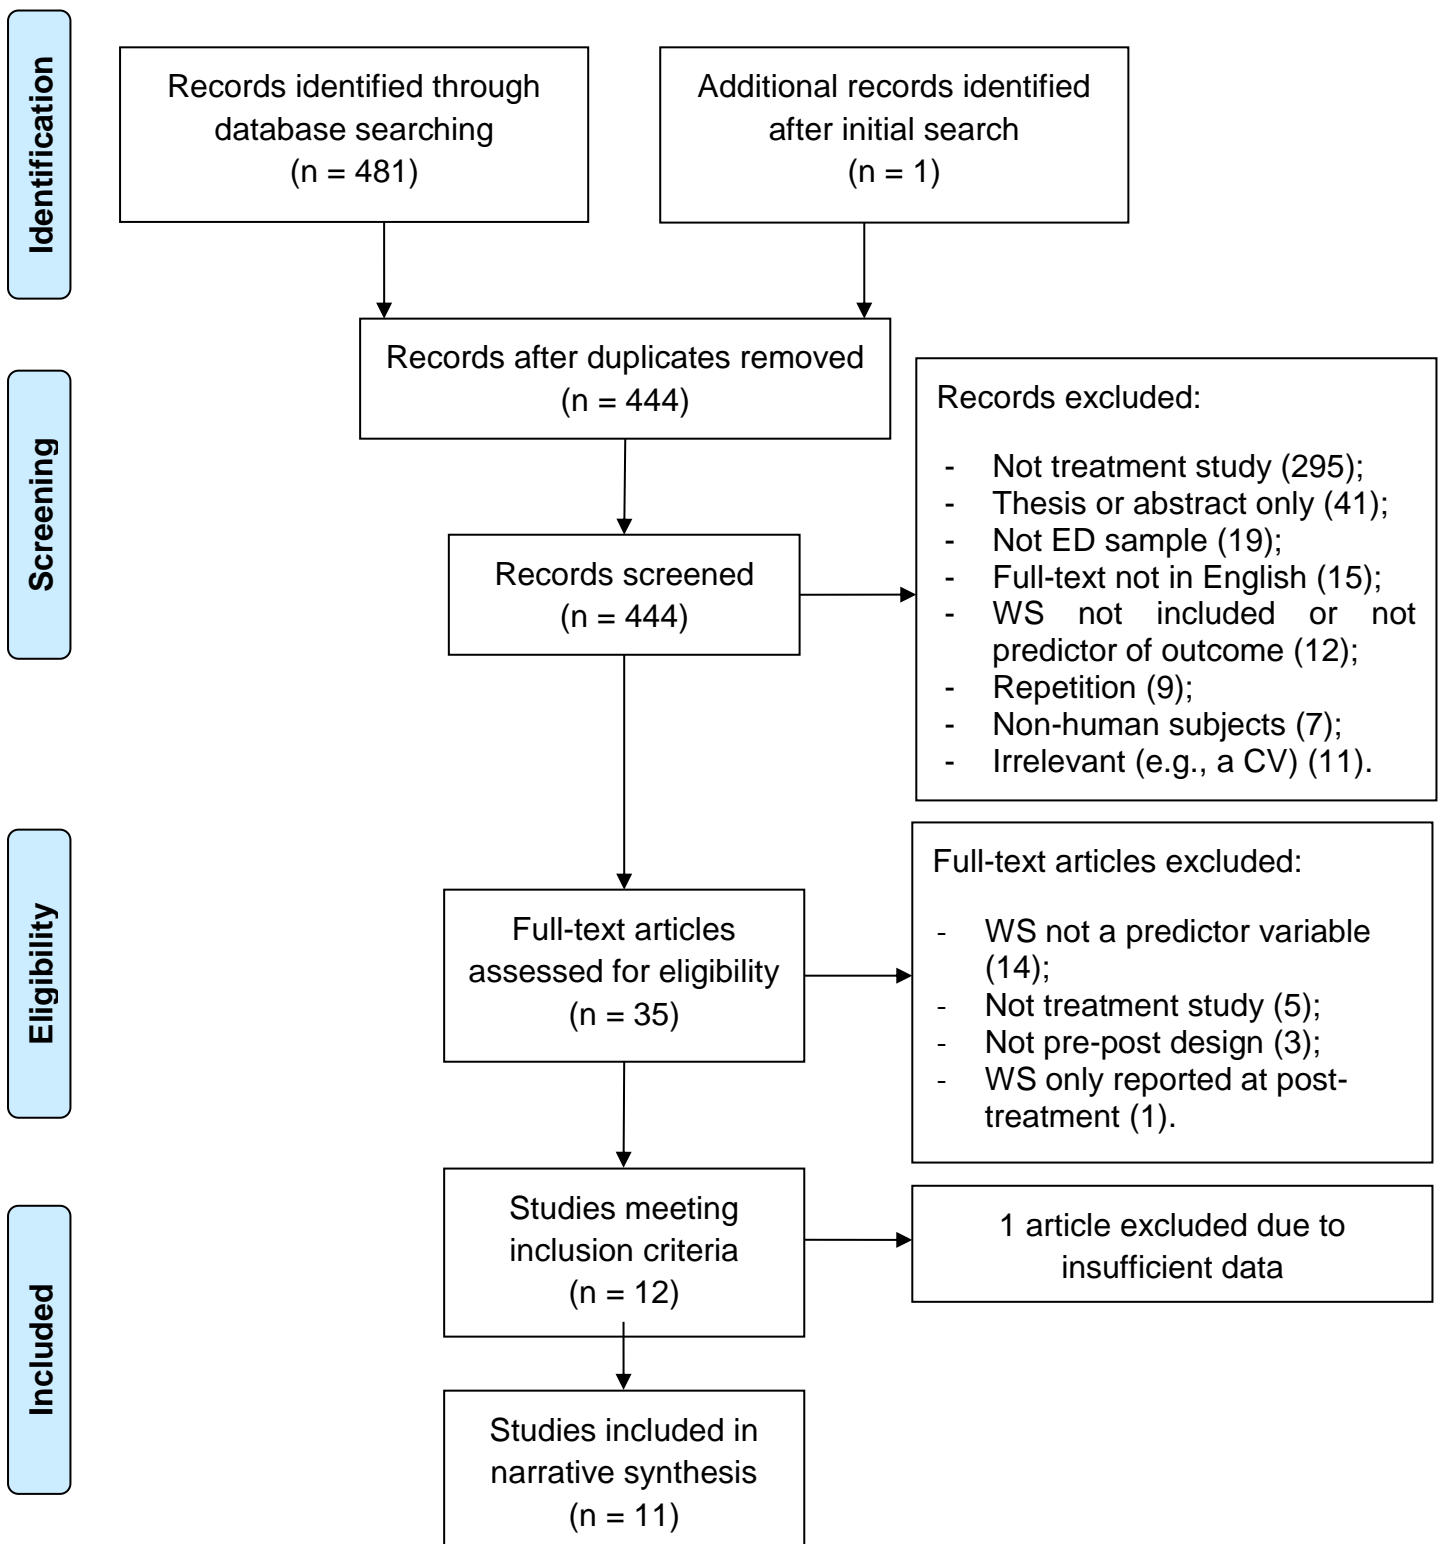 Identification
Records identified through
database searching
(n = 481)
Additional records identified
after initial search
(n = 1)
Records after duplicates removed
(n = 444)
Screening
Records screened
(n = 444)
Records excluded:
- Not treatment study (295);
- Thesis or abstract only (41);
- Not ED sample (19);
- Full-text not in English (15);
- WS not included or not
predictor of outcome (12);
- Repetition (9);
- Non-human subjects (7);
- Irrelevant (e.g., a CV) (11).
Eligibility
Full-text articles
assessed for eligibility
(n = 35)
Full-text articles excluded:
- WS not a predictor variable
(14);
- Not treatment study (5);
- Not pre-post design (3);
- WS only reported at post-
treatment (1).
Included
Studies meeting
inclusion criteria
(n = 12)
1 article excluded due to
insufficient data
Studies included in
narrative synthesis
(n = 11)